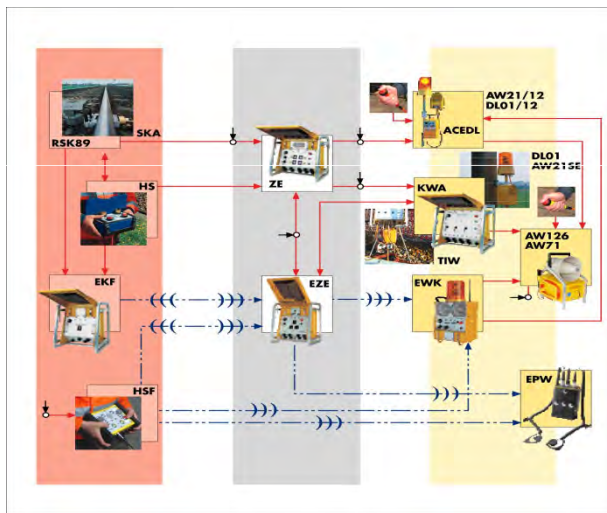 RSK89
SKA
HS
EKF
HSF
ZE
EZE
AW21/12
DL01/12
ACEDL
DL01
AW21SE
KWA
TIW
AW126
AW71
EWK
EPW